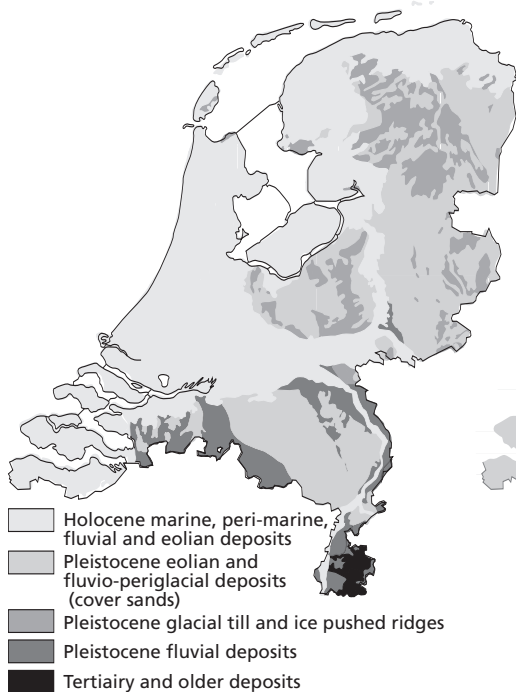 Holocene marine, peri-marine,
fluvial and eolian deposits
Pleistocene eolian and
fluvio-periglacial deposits
(cover sands)
Pleistocene glacial till and ice pushed ridges
Pleistocene fluvial deposits
Tertiairy and older deposits